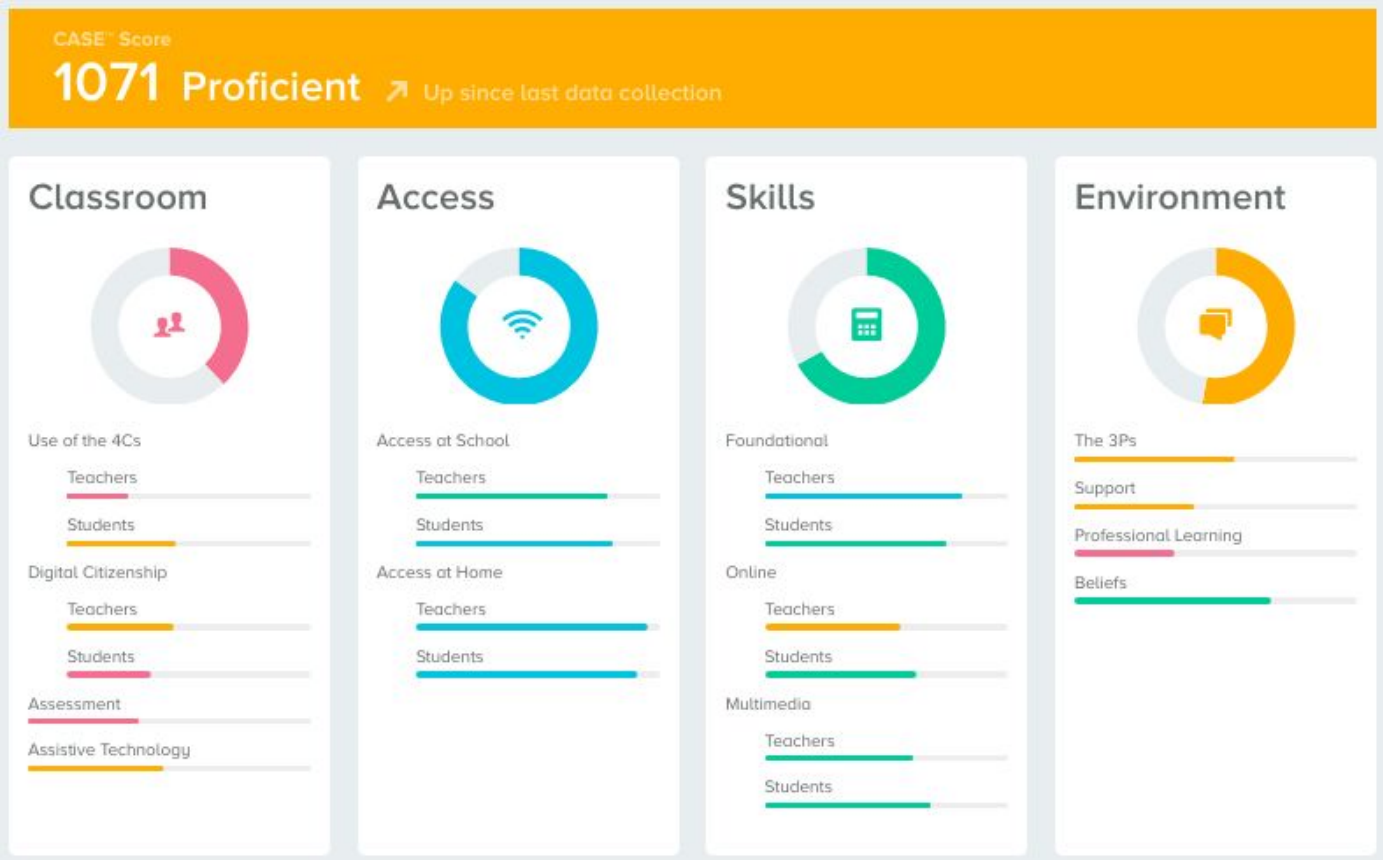 CASE™ Score
1071 Proficient Up since last data collection
Classroom
Use of the 4Cs
Teachers
Students
Digital Citizenship
Teachers
Students
Assessment
Assistive Technology
Access
Access at School
Teachers
Students
Access at Home
Teachers
Students
Skills
Foundational
Teachers
Students
Online
Teachers
Students
Multimedia
Teachers
Students
Environment
The 3Ps
Support
Professional Learning
Beliefs